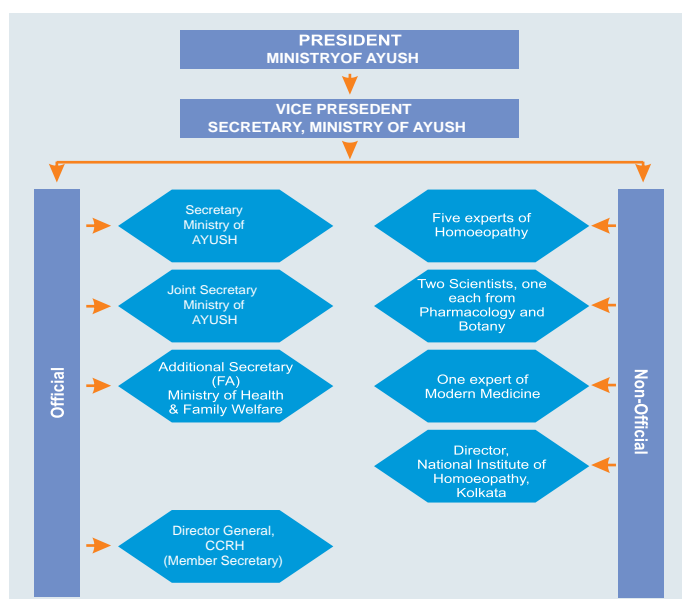 PRESIDENT
MINISTRYOF AYUSH
VICE PRESEDENT
SECRETARY, MINISTRY OF AYUSH
Official
Secretary
Ministry of
AYUSH
Joint Secretary
Ministry of
AYUSH
Additional Secretary
(FA)
Ministry of Health
& Family Welfare
Director General,
CCRH
(Member Secretary)
Five experts of
Homoeopathy
Two Scientists, one
each from
Pharmacology and
Botany
One expert of
Modern Medicine
Director,
National Institute of
Homoeopathy,
Kolkata
Non-Official